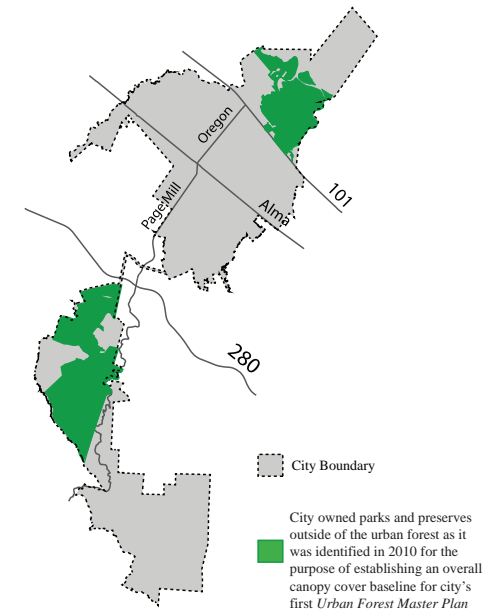 Oregon
101
Page Mill
Alma
280
City Boundary
City owned parks and preserves
outside of the urban forest as it
was identified in 2010 for the
purpose of establishing an overall
canopy cover baseline for city's
first Urban Forest Master Plan